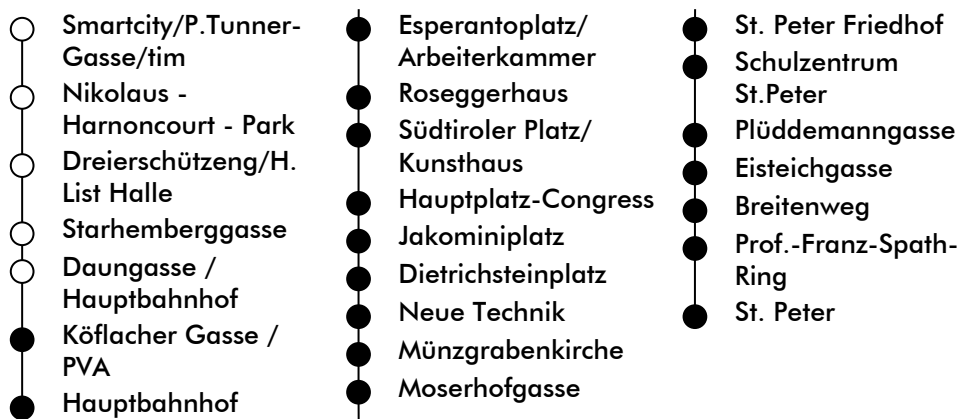 Smartcity/P.Tunner-
Gasse/tim
Nikolaus -
Harnoncourt - Park
Dreierschützeng/H.
List Halle
Starhemberggasse
Daungasse /
Hauptbahnhof
Köflacher Gasse /
PVA
Hauptbahnhof
Esperantoplatz/
Arbeiterkammer
Roseggerhaus
Südtiroler Platz/
Kunsthaus
Hauptplatz-Congress
Jakominiplatz
Dietrichsteinplatz
Neue Technik
Münzgrabenkirche
Moserhofgasse
St. Peter Friedhof
Schulzentrum
St.Peter
Plüddemanngasse
Eisteichgasse
Breitenweg
Prof.-Franz-Spath-
Ring
St. Peter